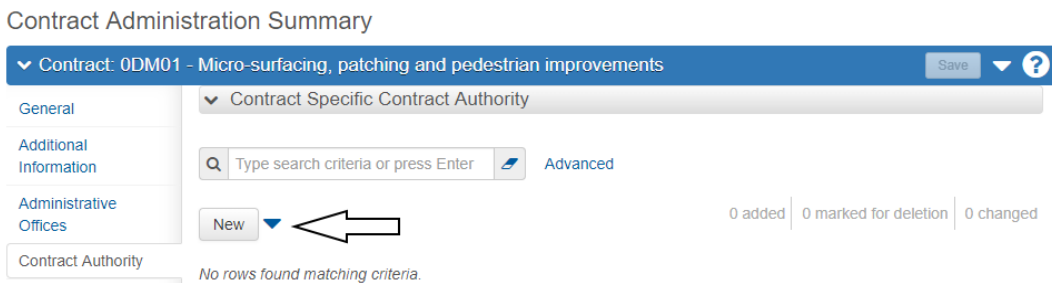 Contract Administration Summary
Contract: 0DM01 - Micro-surfacing, patching and pedestrian improvements
Save
?
General
Additional
Information
Administrative
Offices
Contract Authority
Contract Specific Contract Authority
Type search criteria or press Enter
Advanced
New
0 added
0 marked for deletion
0 changed
No rows found matching criteria.